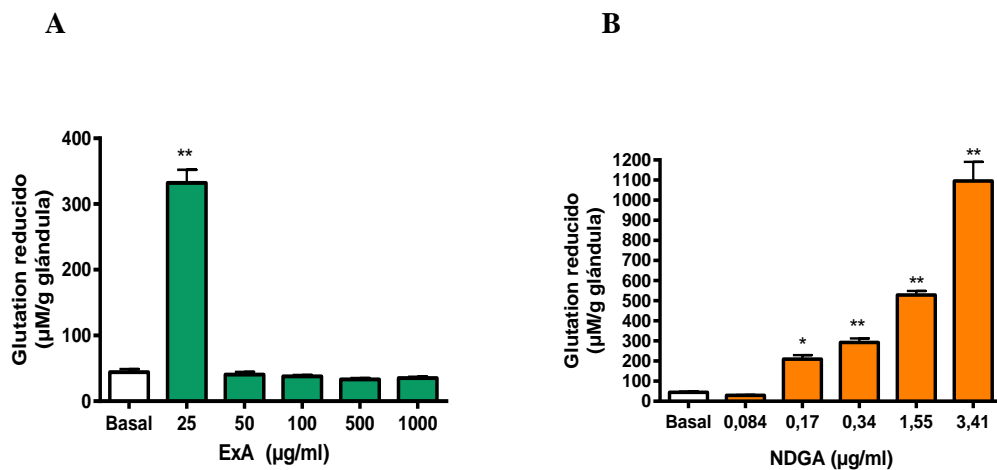 A
Glutation reducido
(µM/g glándula)
400
300
200
100
0
**
Basal 25 50 100 500 1000
ExA (µg/ml)
B
Glutation reducido
(µM/g glándula)
1200
1100
1000
900
800
700
600
500
400
300
200
100
0
*
**
**
**
Basal 0,084 0,17 0,34 1,55 3,41
NDGA (µg/ml)